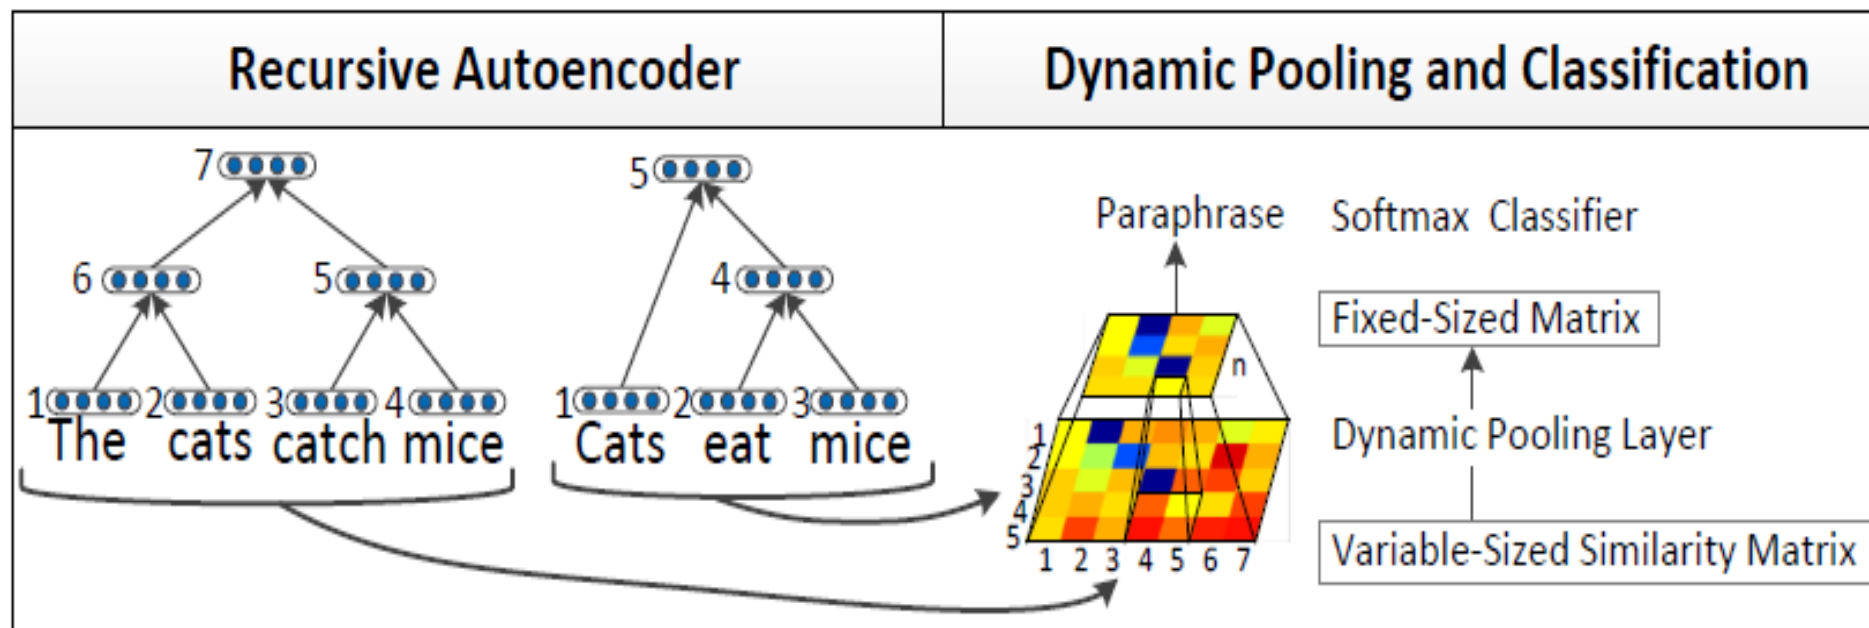 Recursive Autoencoder
Dynamic Pooling and Classification
7
6
5
1 2 3 4
The cats catch mice
5
4
1 2 3
Cats eat mice
Paraphrase
n
1
2
3
4
5
1 2 3 4 5 6 7
Softmax Classifier
Fixed-Sized Matrix
Dynamic Pooling Layer
Variable-Sized Similarity Matrix